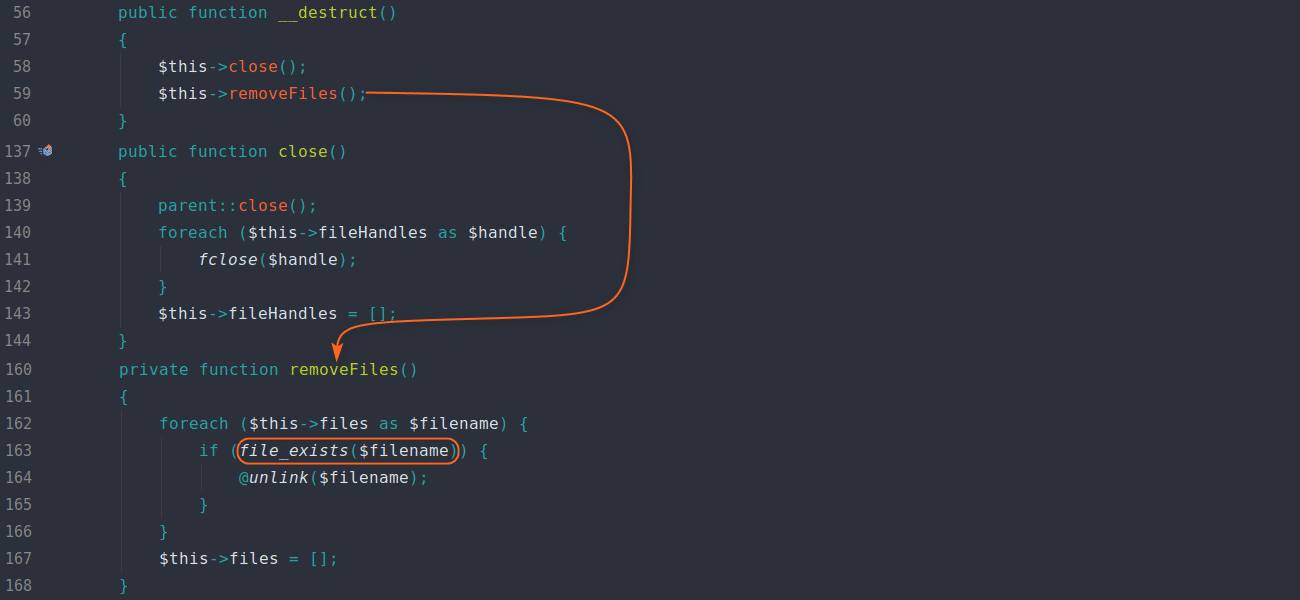 56 public function __destruct()
57 {
58 $this->close();
59 $this->removeFiles();
60 }
137 public function close()
138 {
139 parent::close();
140 foreach ($this->fileHandles as $handle) {
141 fclose($handle);
142 }
143 $this->fileHandles = [];
144 }
160 private function removeFiles()
161 {
162 foreach ($this->files as $filename) {
163 if (file_exists($filename)) {
164 @unlink($filename);
165 }
166 }
167 $this->files = [];
168 }